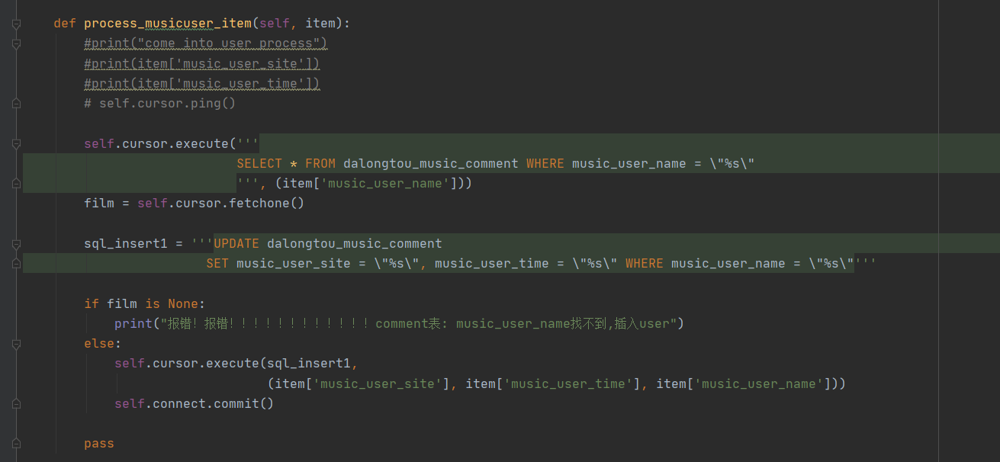 def process_musicuser_item(self, item):
#print("come into user process")
#print(item['music_user_site'])
#print(item['music_user_time'])
# self.cursor.ping()
self.cursor.execute('''
SELECT * FROM dalongtou_music_comment WHERE music_user_name = \"%s\"
''', (item['music_user_name']))
film = self.cursor.fetchone()
sql_insert1 = '''UPDATE dalongtou_music_comment
SET music_user_site = \"%s\", music_user_time = \"%s\" WHERE music_user_name = \"%s\"'''
if film is None:
print("报错！报错！！！！！！！！！！！！comment表: music_user_name找不到,插入user")
else:
self.cursor.execute(sql_insert1,
(item['music_user_site'], item['music_user_time'], item['music_user_name']))
self.connect.commit()
pass